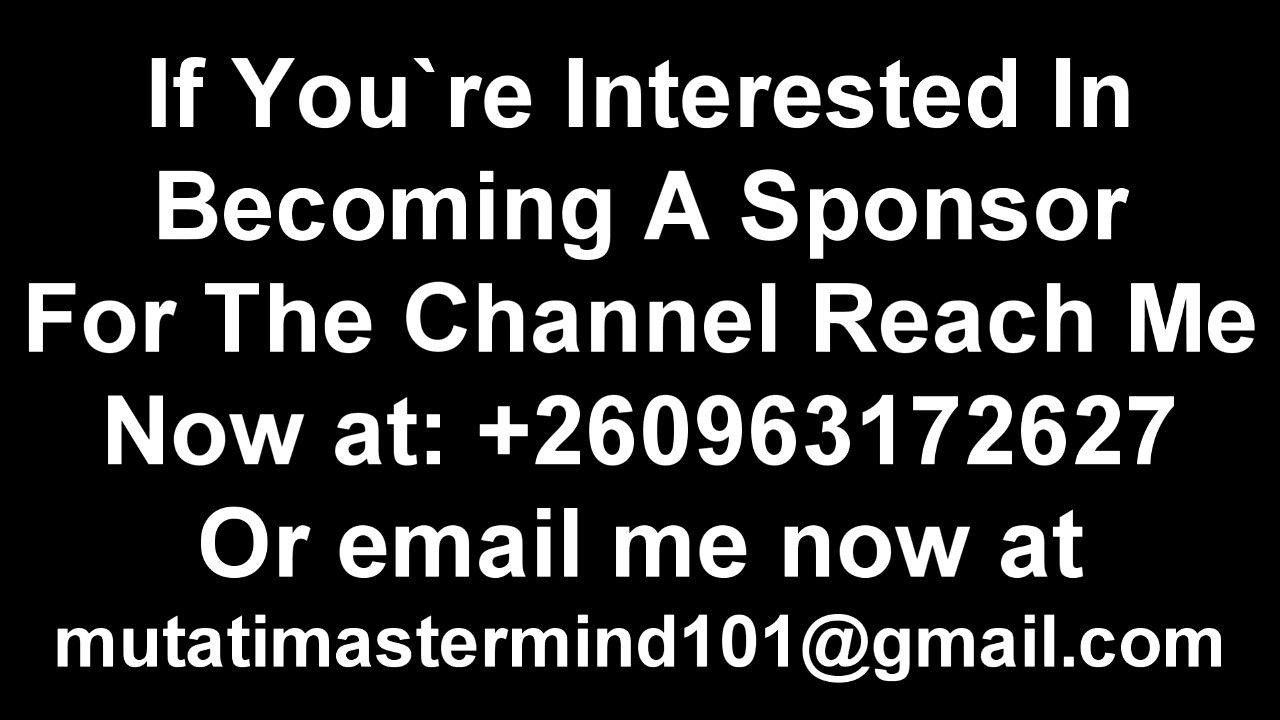 If You`re Interested In
Becoming A Sponsor
For The Channel Reach Me
Now at: +260963172627
Or email me now at
mutatimastermind101@gmail.com